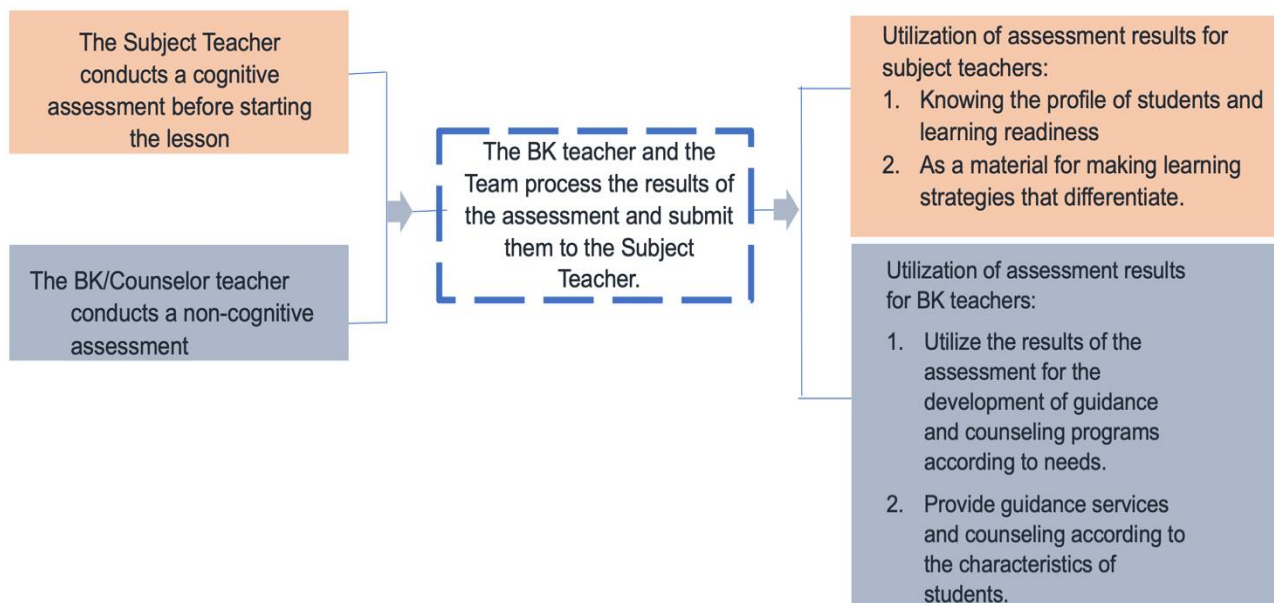 The Subject Teacher
conducts a cognitive
assessment before starting
the lesson
The BK/Counselor teacher
conducts a non-cognitive
assessment
The BK teacher and the
Team process the results of
the assessment and submit
them to the Subject
Teacher.
Utilization of assessment results for
subject teachers:
1. Knowing the profile of students and
learning readiness
2. As a material for making learning
strategies that differentiate.
Utilization of assessment results
for BK teachers:
1. Utilize the results of the
assessment for the
development of guidance
and counseling programs
according to needs.
2. Provide guidance services
and counseling according to
the characteristics of
students.